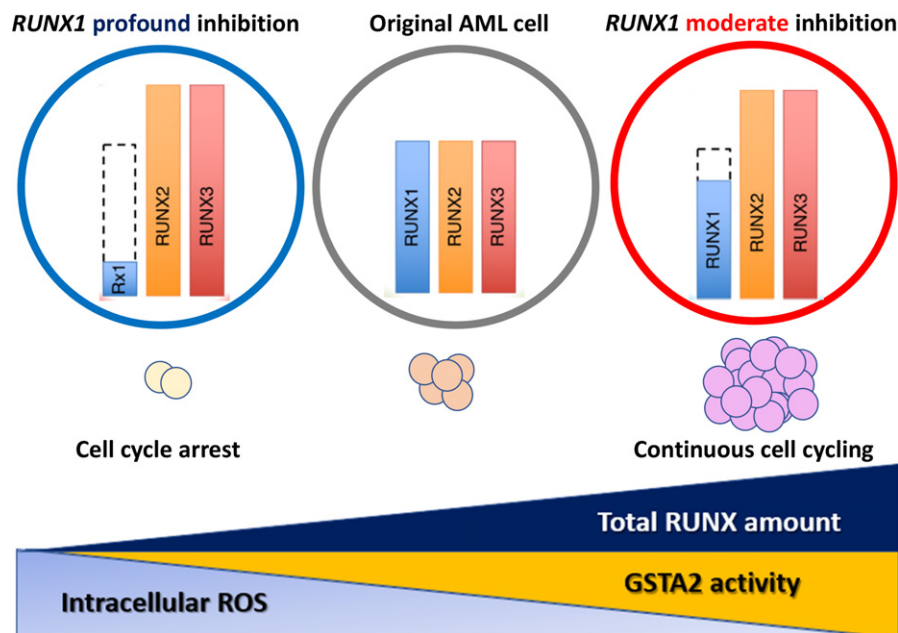 RUNX1 profound inhibition
Original AML cell
RUNX1 moderate inhibition
Rx1
RUNX2
RUNX3
RUNX1
RUNX2
RUNX3
RUNX1
RUNX2
RUNX3
Cell cycle arrest
Continuous cell cycling
Total RUNX amount
GSTA2 activity
Intracellular ROS